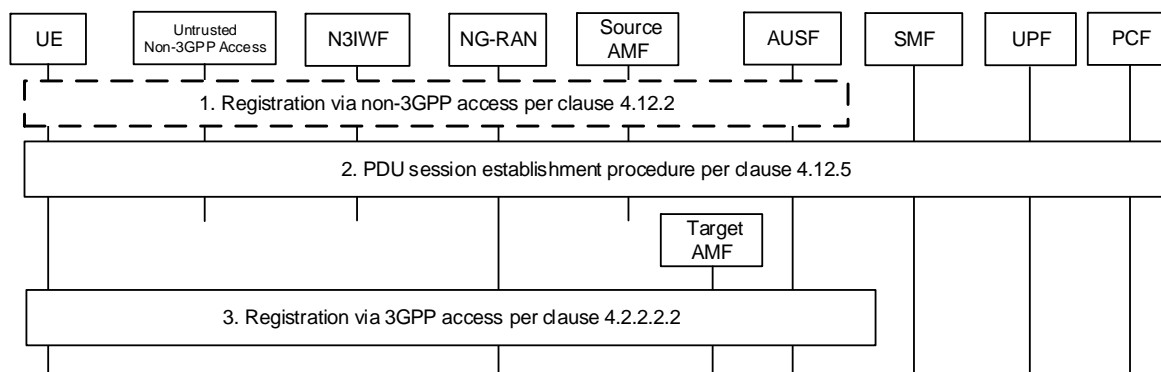 UE
Untrusted
Non-3GPP Access
N3IWF
NG-RAN
Source
AMF
AUSF
SMF
UPF
PCF
1. Registration via non-3GPP access per clause 4.12.2
2. PDU session establishment procedure per clause 4.12.5
Target
AMF
3. Registration via 3GPP access per clause 4.2.2.2.2